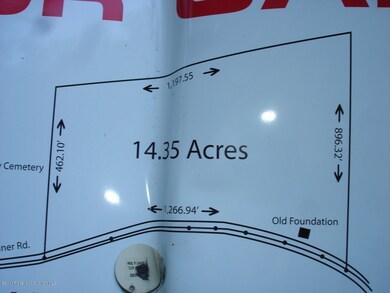 1,197.55
462.10'
896.32'
14.35 Acres
Cemetery
1,266.94'
Old Foundation
ner Rd.